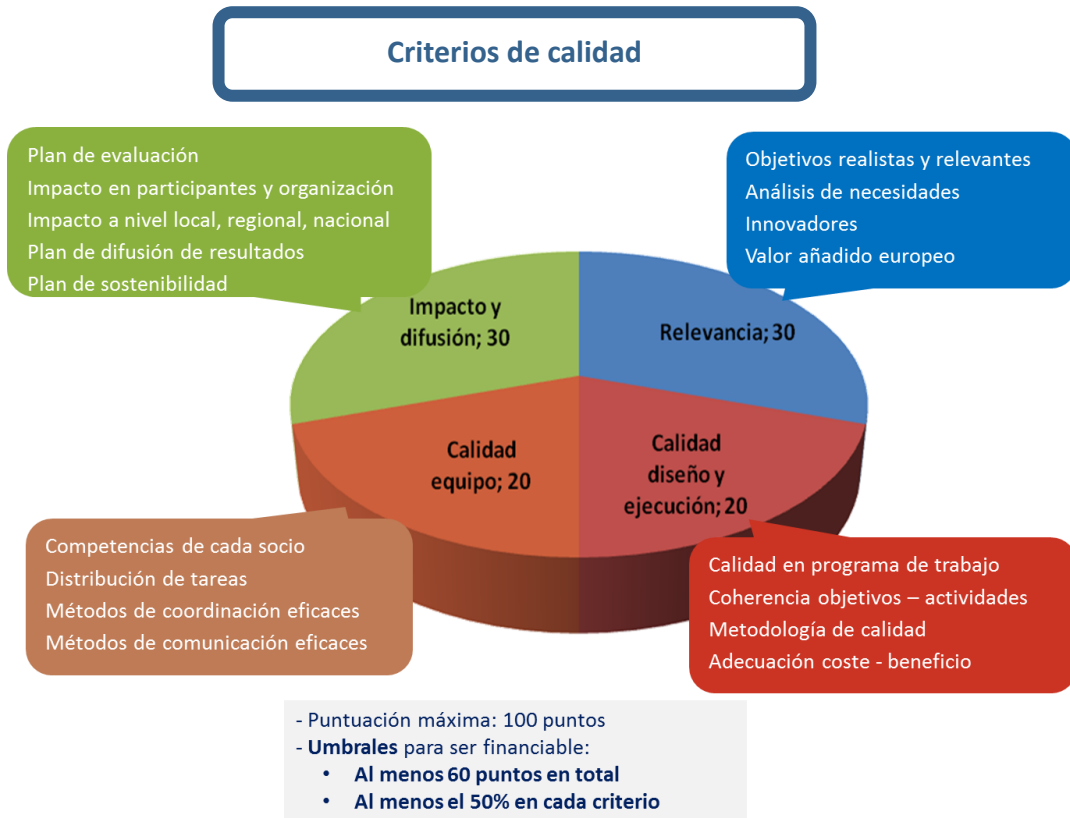 Criterios de calidad
Plan de evaluación
Impacto en participantes y organización
Impacto a nivel local, regional, nacional
Plan de difusión de resultados
Plan de sostenibilidad
Objetivos realistas y relevantes
Análisis de necesidades
Innovadores
Valor añadido europeo
Impacto y
difusión; 30
Relevancia; 30
Calidad
equipo; 20
Calidad
diseño y
ejecución; 20
Competencias de cada socio
Distribución de tareas
Métodos de coordinación eficaces
Métodos de comunicación eficaces
Calidad en programa de trabajo
Coherencia objetivos – actividades
Metodología de calidad
Adecuación coste - beneficio
- Puntuación máxima: 100 puntos
- Umbrales para ser financiable:
• Al menos 60 puntos en total
• Al menos el 50% en cada criterio